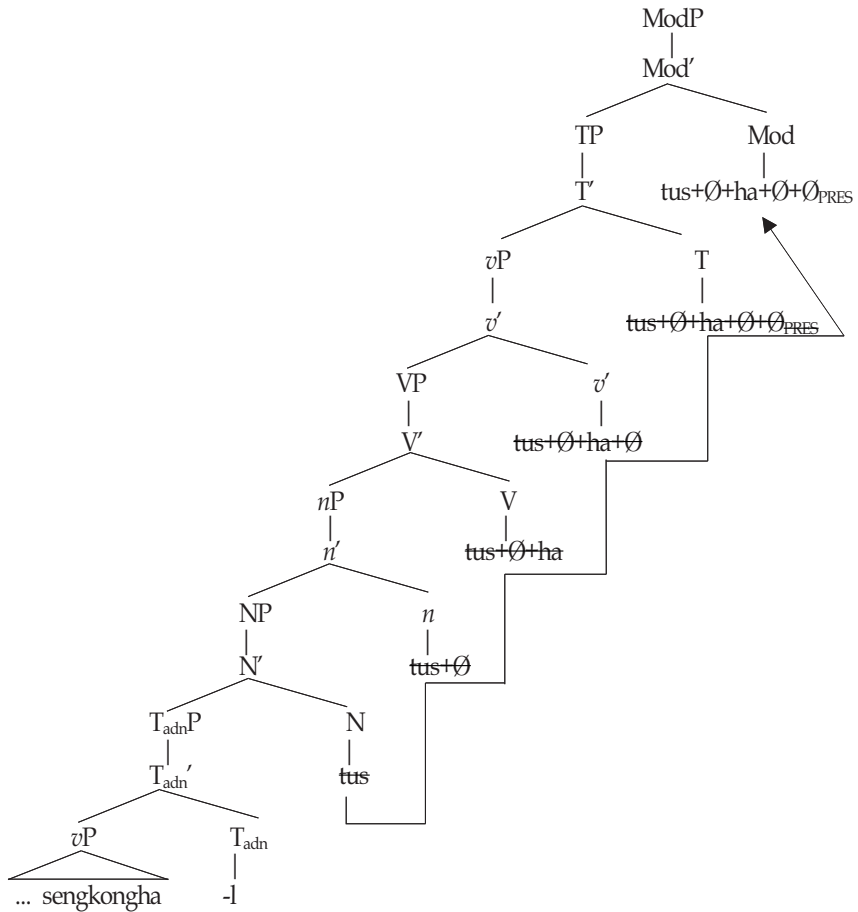 ModP
Mod′
TP Mod
T′ tus+Ø+ha+Ø+Ø_PRES
vP T
v′ tus+Ø+ha+Ø+Ø_PRES
VP v′
V′ tus+Ø+ha+Ø
nP V
n′ tus+Ø+ha
NP n
N′ tus+Ø
T_adnP N
T_adn′ tus
vP T_adn
... sengkongha -l